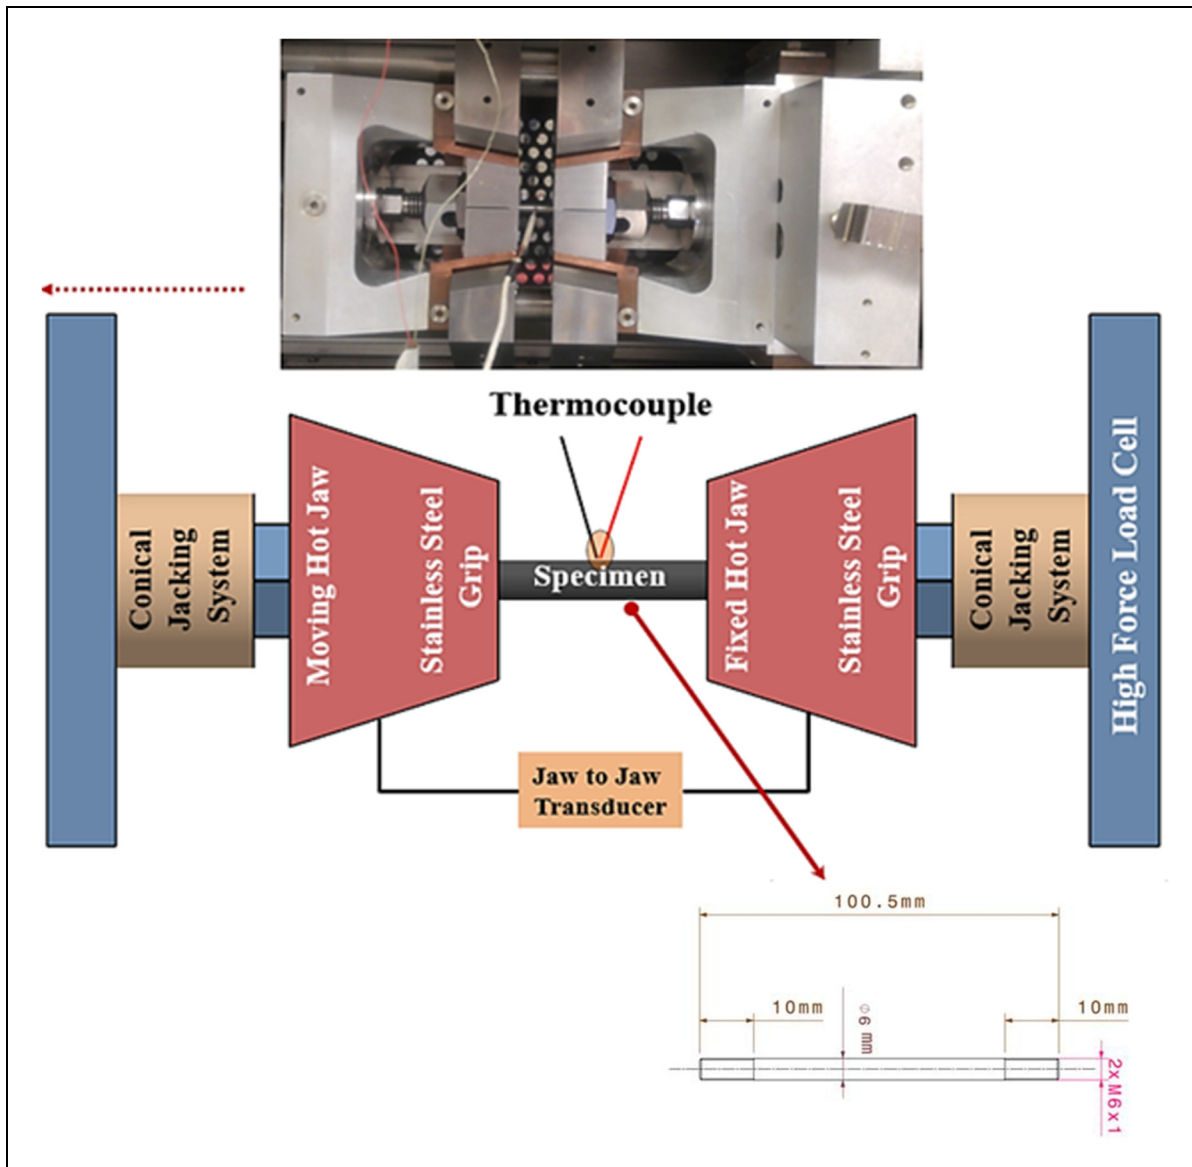 Thermocouple
Conical
Jacking
System
Moving Hot Jaw
Stainless Steel
Grip
Specimen
Fixed Hot Jaw
Stainless Steel
Grip
Conical
Jacking
System
High Force Load Cell
Jaw to Jaw
Transducer
100.5mm
10mm
10mm
⌀6 mm
2xM6x1